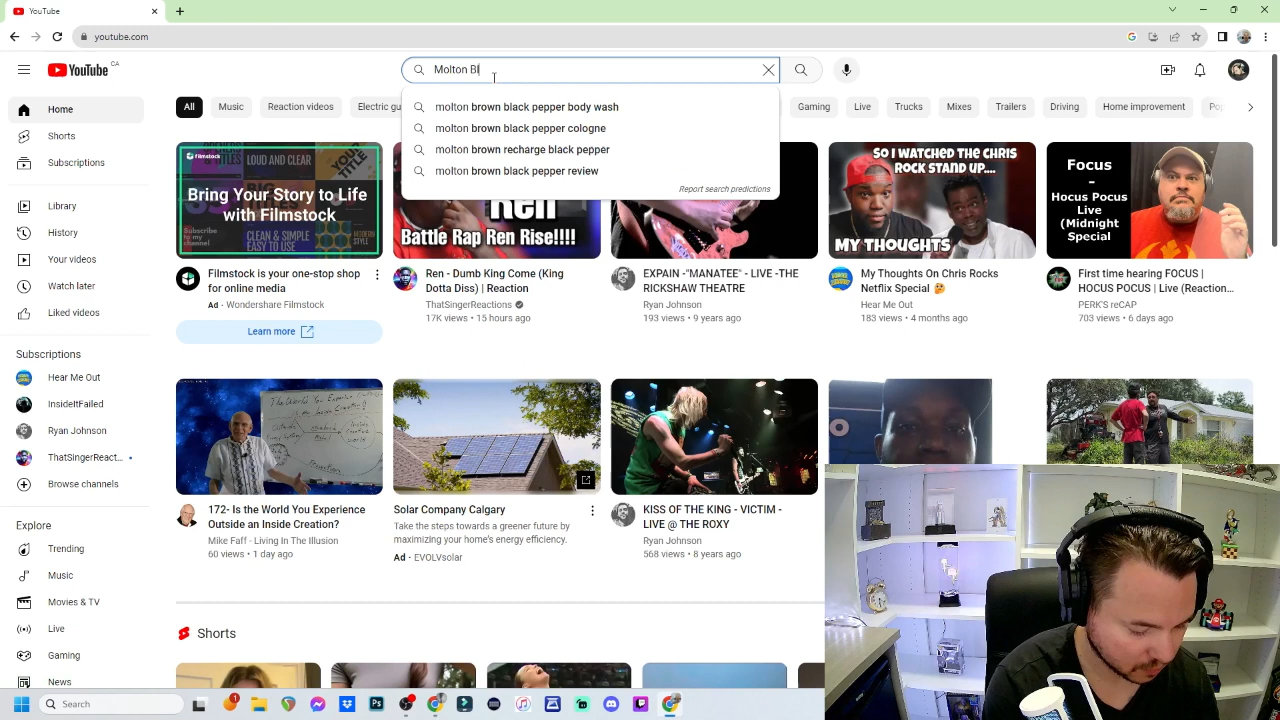 YouTube
youtube.com
YouTube
CA
Molton Bl
molton brown black pepper body wash
molton brown black pepper cologne
molton brown recharge black pepper
molton brown black pepper review
Report search predictions
Home
Shorts
Subscriptions
Library
History
Your videos
Watch later
Liked videos
Subscriptions
Hear Me Out
InsideItFailed
Ryan Johnson
ThatSingerReact...
Browse channels
Explore
Trending
Music
Movies & TV
Live
Gaming
News
All
Music
Reaction videos
Electric gu
Gaming
Live
Trucks
Mixes
Trailers
Driving
Home improvement
Filmstock
LOUD AND CLEAR
Bring Your Story to Life
with Filmstock
Ren
Battle Rap Ren Rise!!!!
SO I WATCHED THE CHRIS
ROCK STAND UP....
MY THOUGHTS
Focus
-
Hocus Pocus
Live
(Midnight
Special
Filmstock is your one-stop shop
for online media
Ad • Wondershare Filmstock
Learn more
Ren - Dumb King Come (King
Dotta Diss) | Reaction
ThatSingerReactions
17K views • 15 hours ago
EXPAIN -"MANATEE" - LIVE -THE
RICKSHAW THEATRE
Ryan Johnson
193 views • 9 years ago
My Thoughts On Chris Rocks
Netflix Special 🤔
Hear Me Out
183 views • 4 months ago
First time hearing FOCUS |
HOCUS POCUS | Live (Reaction...
PERK'S reCAP
703 views • 6 days ago
172- Is the World You Experience
Outside an Inside Creation?
Mike Faff - Living In The Illusion
60 views • 1 day ago
Solar Company Calgary
Take the steps towards a greener future by
maximizing your home's energy efficiency.
Ad • EVOLVsolar
KISS OF THE KING - VICTIM -
LIVE @ THE ROXY
Ryan Johnson
568 views • 8 years ago
Shorts
Search